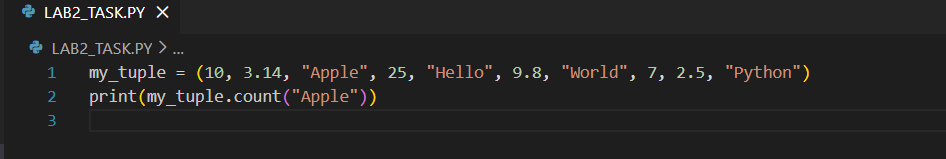 LAB2_TASK.PY
LAB2_TASK.PY > ...
1 my_tuple = (10, 3.14, "Apple", 25, "Hello", 9.8, "World", 7, 2.5, "Python")
2 print(my_tuple.count("Apple"))
3